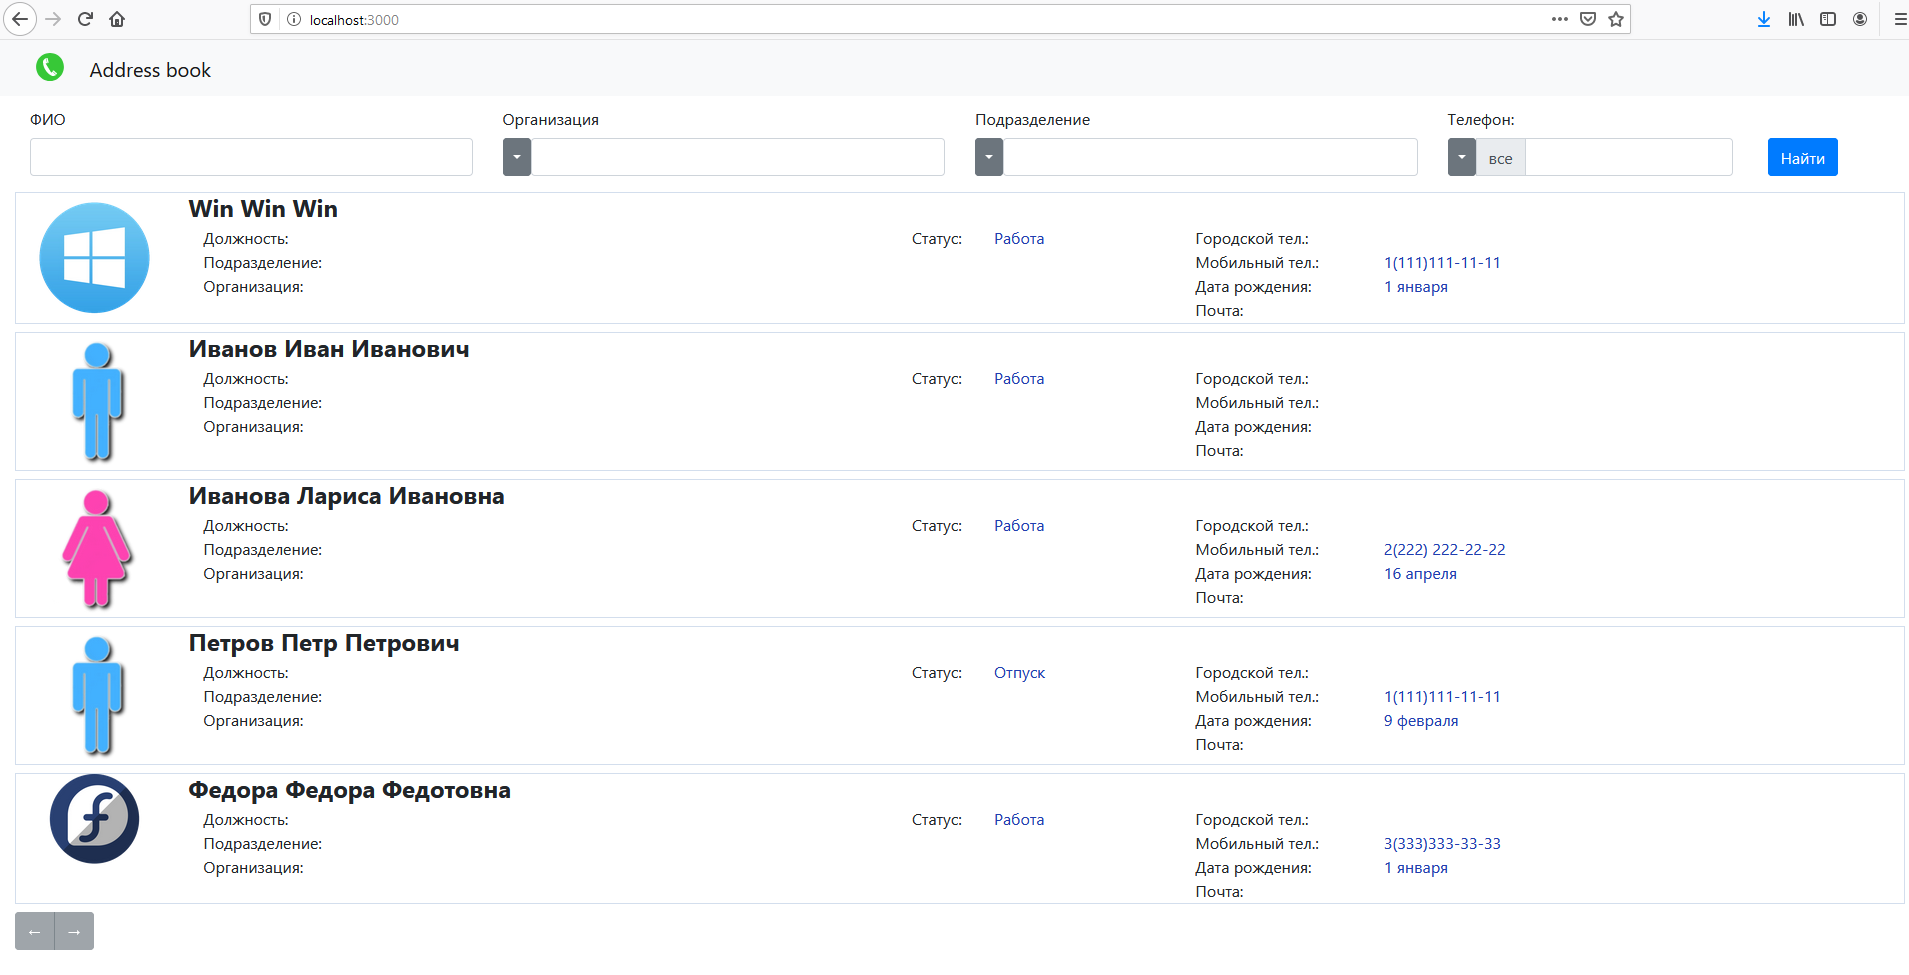 localhost:3000
Address book
ФИО Организация Подразделение Телефон:
все Найти
Win Win Win
Должность: Статус: Работа Городской тел.:
Подразделение: Мобильный тел.: 1(111)111-11-11
Организация: Дата рождения: 1 января
Почта:
Иванов Иван Иванович
Должность: Статус: Работа Городской тел.:
Подразделение: Мобильный тел.:
Организация: Дата рождения:
Почта:
Иванова Лариса Ивановна
Должность: Статус: Работа Городской тел.:
Подразделение: Мобильный тел.: 2(222) 222-22-22
Организация: Дата рождения: 16 апреля
Почта:
Петров Петр Петрович
Должность: Статус: Отпуск Городской тел.:
Подразделение: Мобильный тел.: 1(111)111-11-11
Организация: Дата рождения: 9 февраля
Почта:
Федора Федора Федотовна
Должность: Статус: Работа Городской тел.:
Подразделение: Мобильный тел.: 3(333)333-33-33
Организация: Дата рождения: 1 января
Почта:
← →